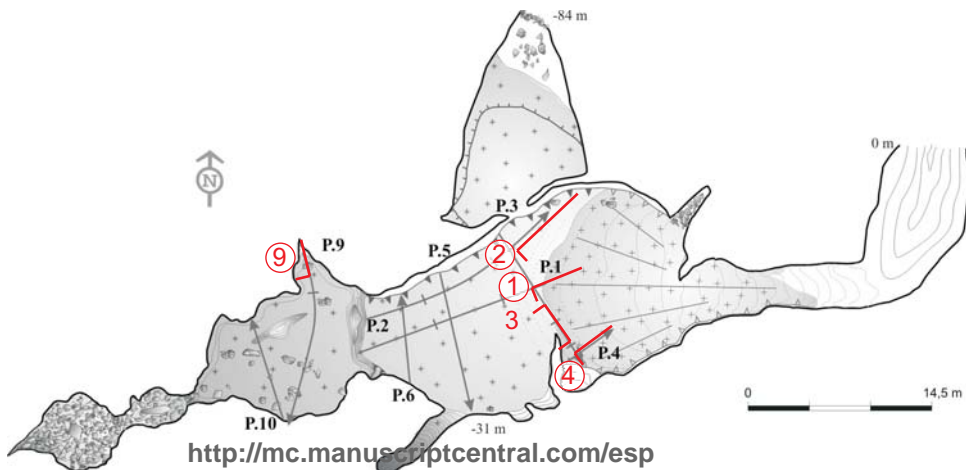 -84 m
0 m
N
P.3
P.9
9
P.5
2
P.1
1
3
P.2
P.4
4
P.6
P.10
-31 m
0
14,5 m
http://mc.manuscriptcentral.com/esp